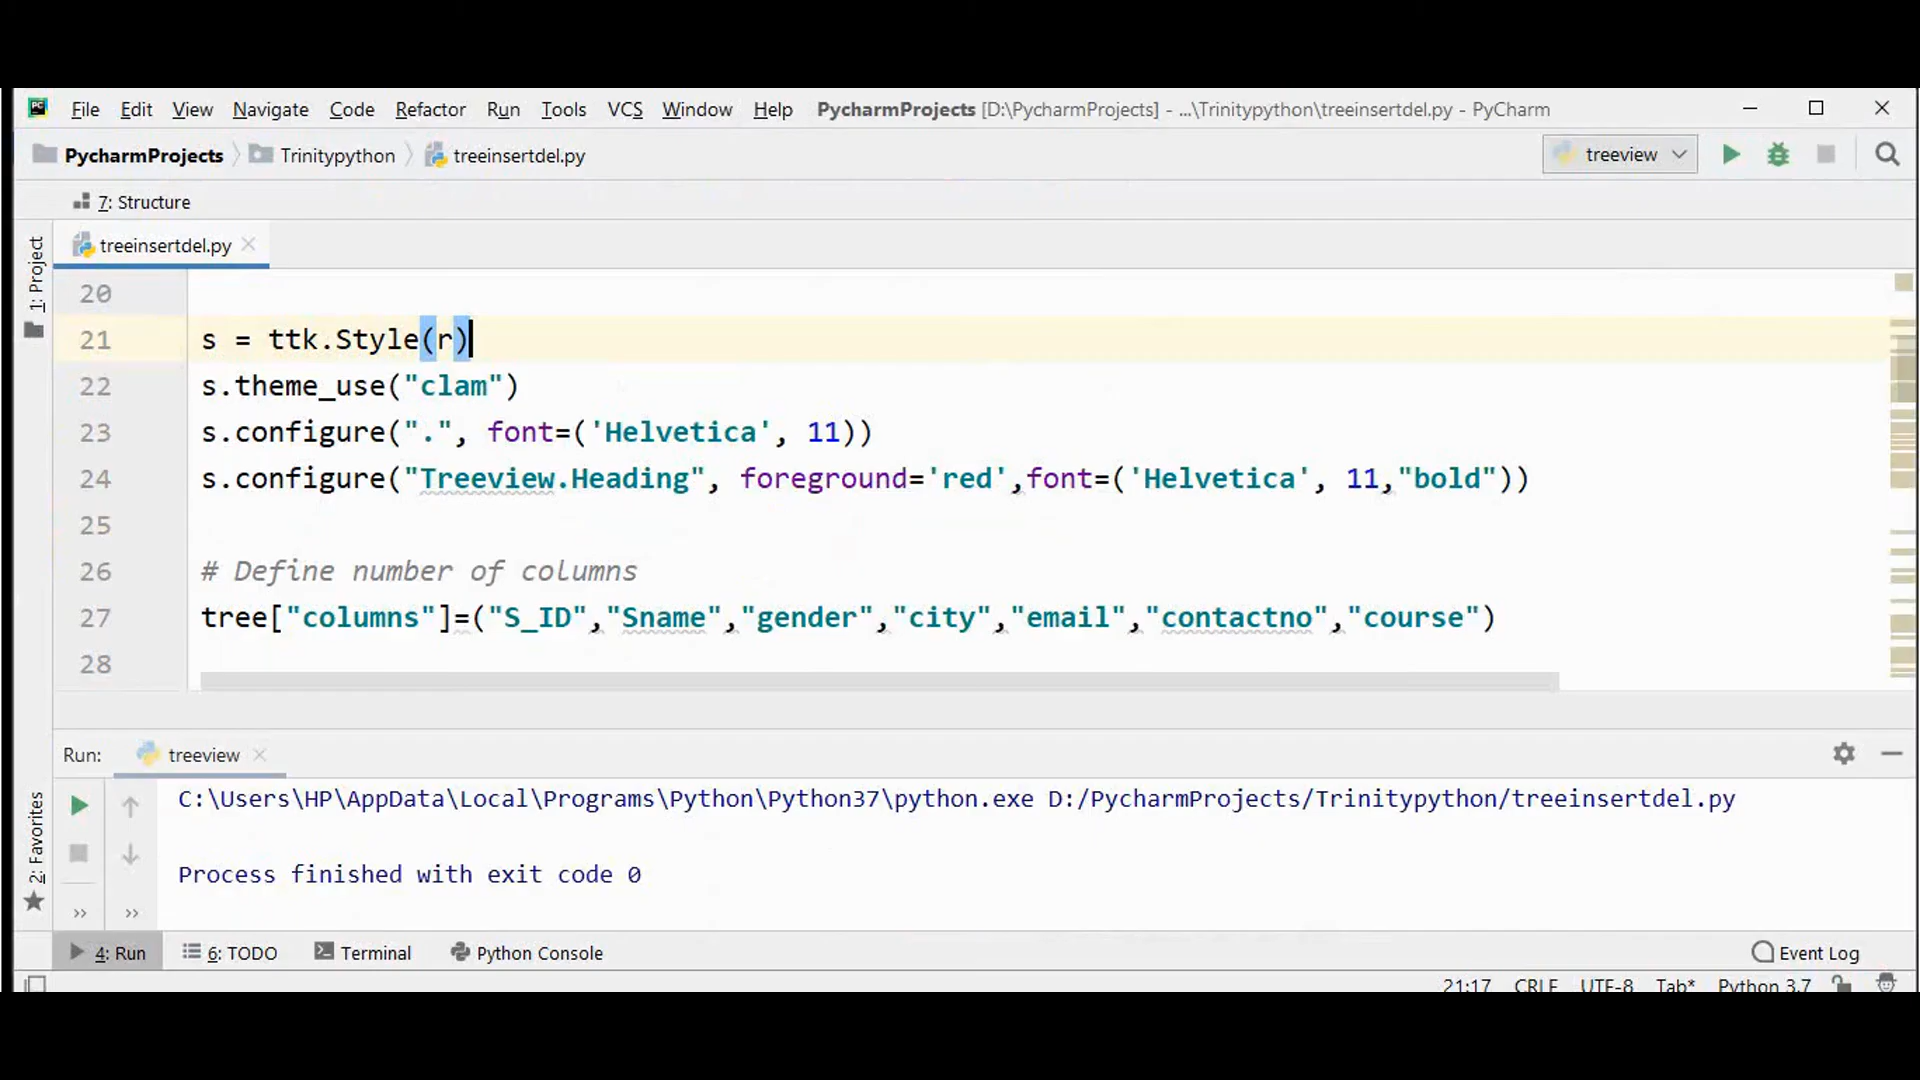 File Edit View Navigate Code Refactor Run Tools VCS Window Help PycharmProjects [D:\PycharmProjects] - ...\Trinitypython\treeinsertdel.py - PyCharm
PycharmProjects Trinitypython treeinsertdel.py treeview
7: Structure
1: Project
treeinsertdel.py
20
21 s = ttk.Style(r)
22 s.theme_use("clam")
23 s.configure(".", font=('Helvetica', 11))
24 s.configure("Treeview.Heading", foreground='red',font=('Helvetica', 11,"bold"))
25
26 # Define number of columns
27 tree["columns"]=("S_ID","Sname","gender","city","email","contactno","course")
28
Run: treeview
2: Favorites
C:\Users\HP\AppData\Local\Programs\Python\Python37\python.exe D:/PycharmProjects/Trinitypython/treeinsertdel.py
Process finished with exit code 0
4: Run 6: TODO Terminal Python Console Event Log
21:17 CRLF UTF-8 Tab* Python 3.7